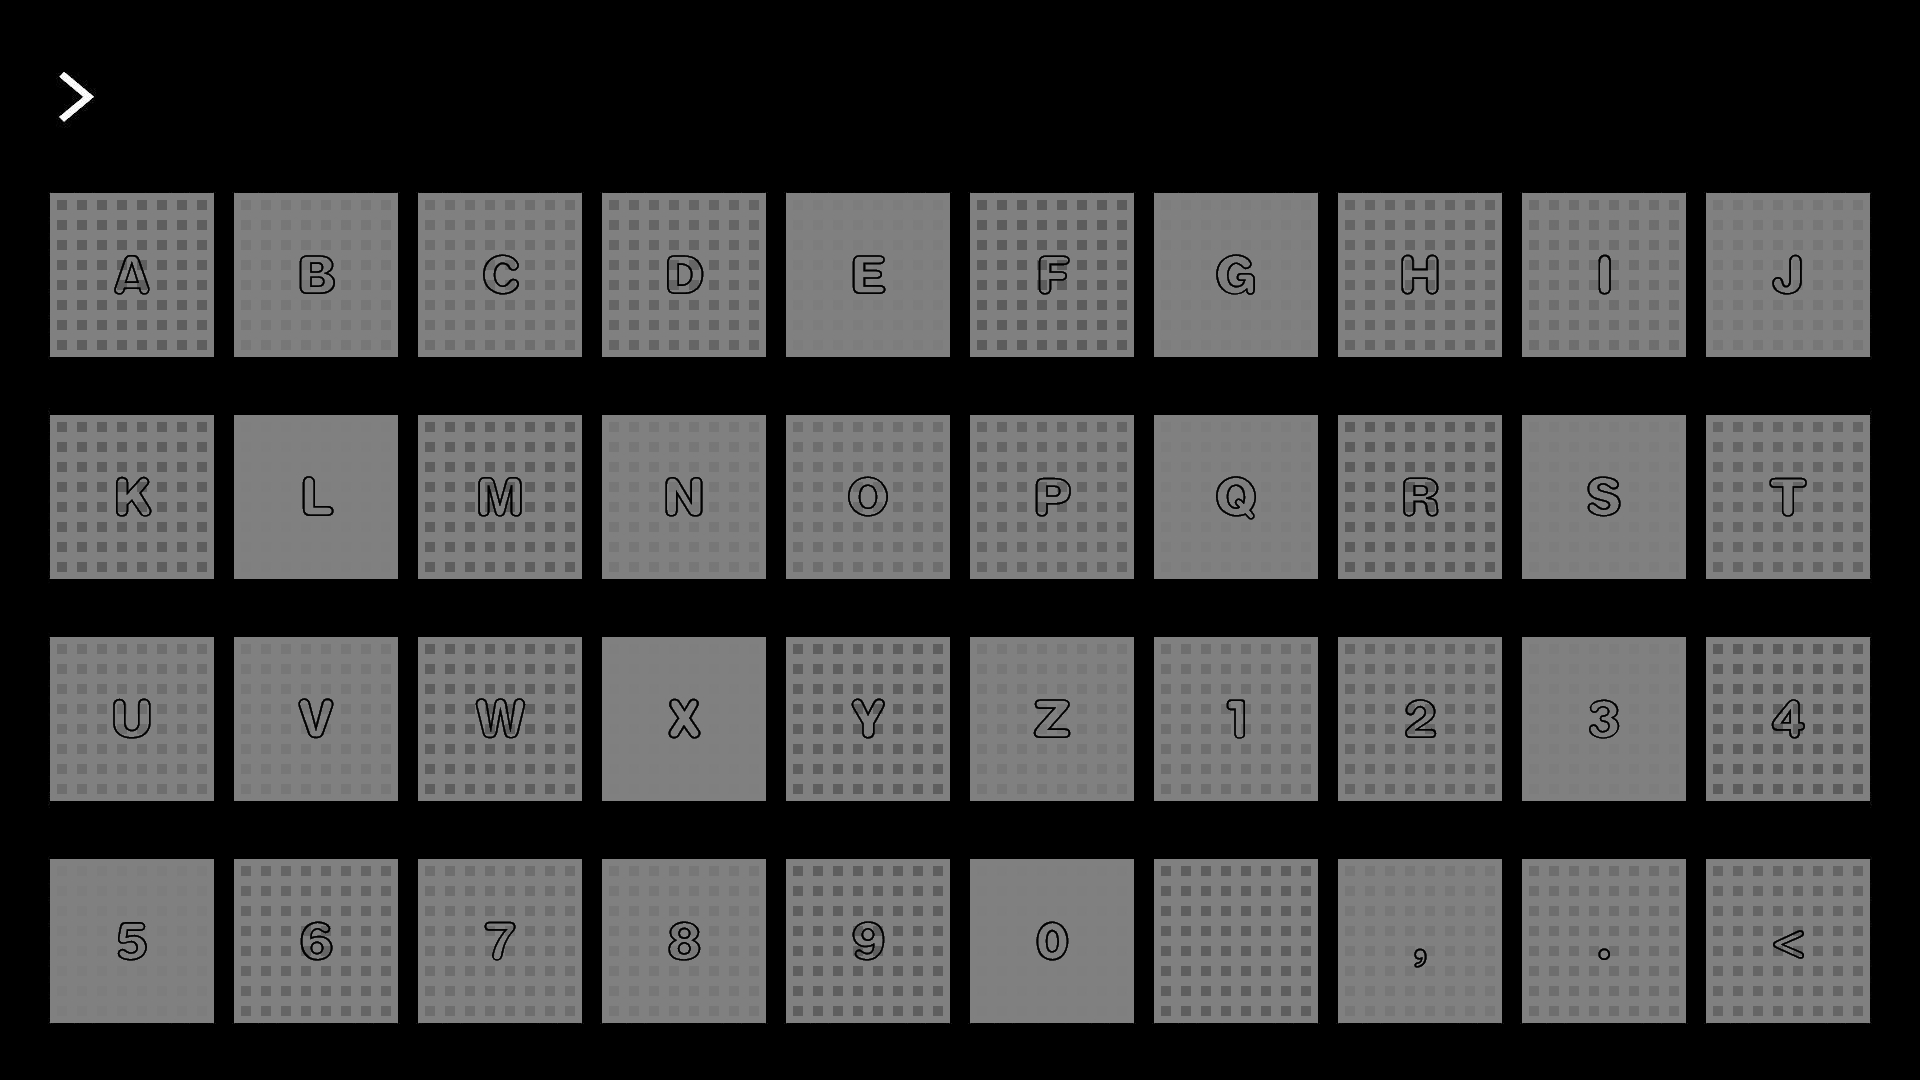 >
A B C D E F G H I J
K L M N O P Q R S T
U V W X Y Z 1 2 3 4
5 6 7 8 9 0 , . <